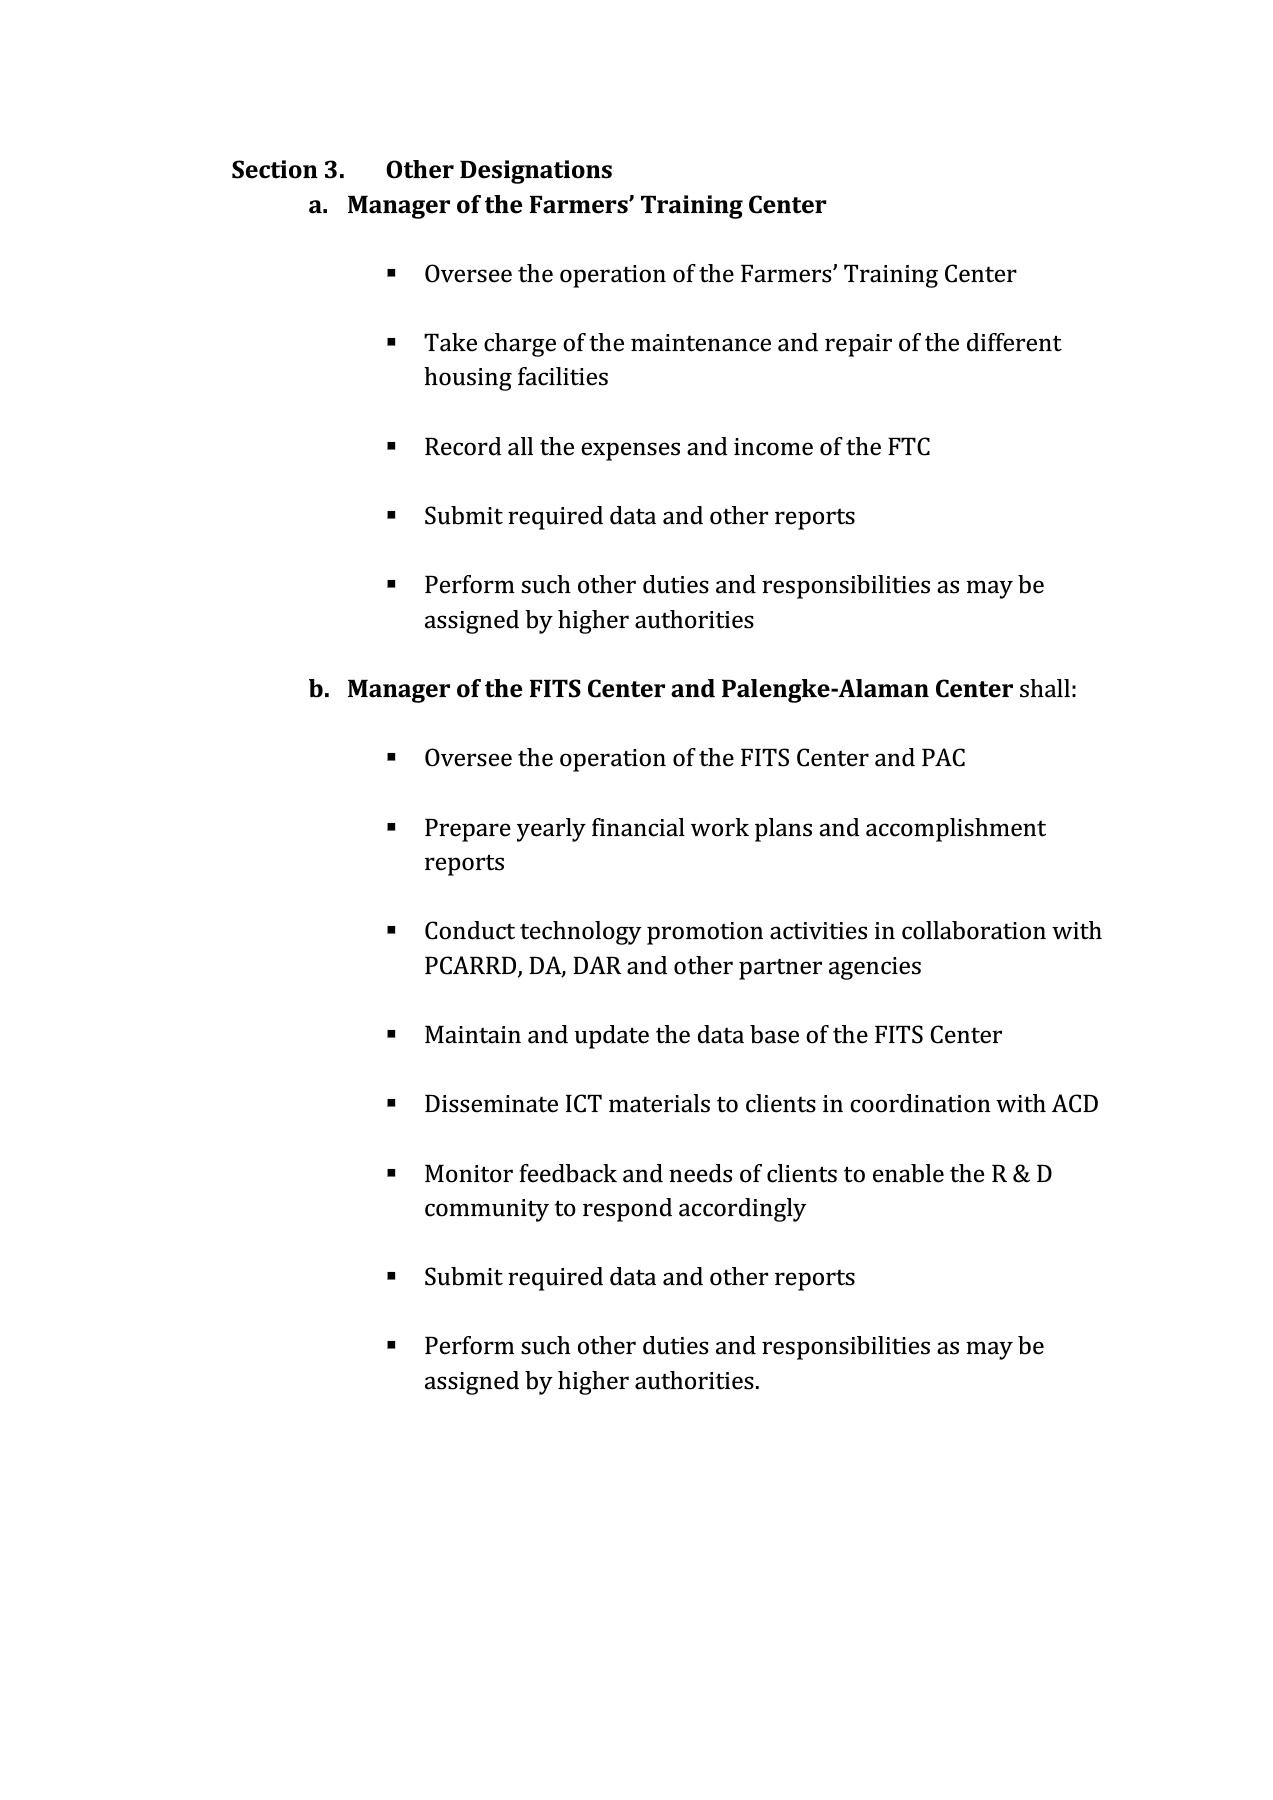 Section 3. Other Designations
a. Manager of the Farmers’ Training Center
▪ Oversee the operation of the Farmers’ Training Center
▪ Take charge of the maintenance and repair of the different
housing facilities
▪ Record all the expenses and income of the FTC
▪ Submit required data and other reports
▪ Perform such other duties and responsibilities as may be
assigned by higher authorities
b. Manager of the FITS Center and Palengke-Alaman Center shall:
▪ Oversee the operation of the FITS Center and PAC
▪ Prepare yearly financial work plans and accomplishment
reports
▪ Conduct technology promotion activities in collaboration with
PCARRD, DA, DAR and other partner agencies
▪ Maintain and update the data base of the FITS Center
▪ Disseminate ICT materials to clients in coordination with ACD
▪ Monitor feedback and needs of clients to enable the R & D
community to respond accordingly
▪ Submit required data and other reports
▪ Perform such other duties and responsibilities as may be
assigned by higher authorities.